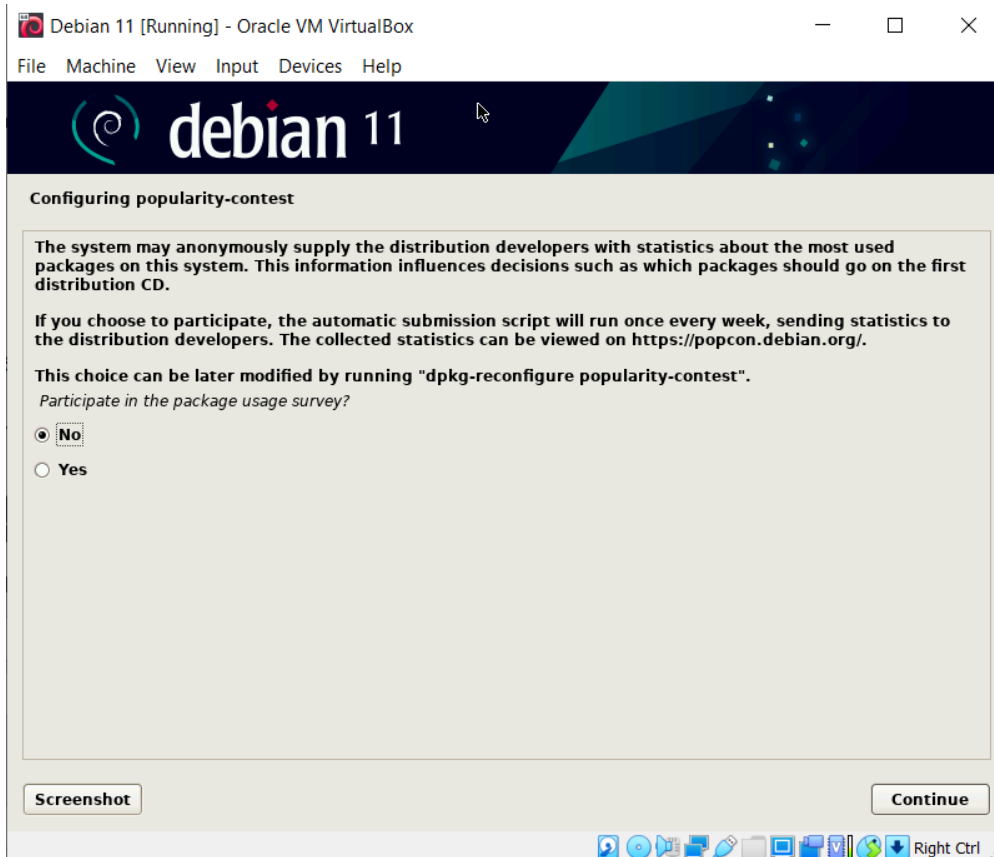 Debian 11 [Running] - Oracle VM VirtualBox
File Machine View Input Devices Help
debian 11
Configuring popularity-contest
The system may anonymously supply the distribution developers with statistics about the most used
packages on this system. This information influences decisions such as which packages should go on the first
distribution CD.
If you choose to participate, the automatic submission script will run once every week, sending statistics to
the distribution developers. The collected statistics can be viewed on https://popcon.debian.org/.
This choice can be later modified by running "dpkg-reconfigure popularity-contest".
Participate in the package usage survey?
No
Yes
Screenshot
Continue
Right Ctrl